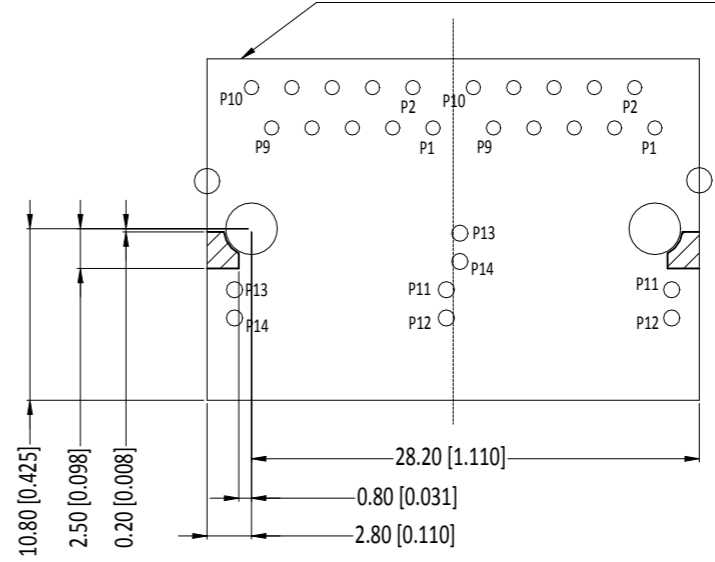 P10 P2 P10 P2
P9 P1 P9 P1
P13
P14
P13 P11 P11
P14 P12 P12
28.20 [1.110]
0.80 [0.031]
2.80 [0.110]
10.80 [0.425]
2.50 [0.098]
0.20 [0.008]